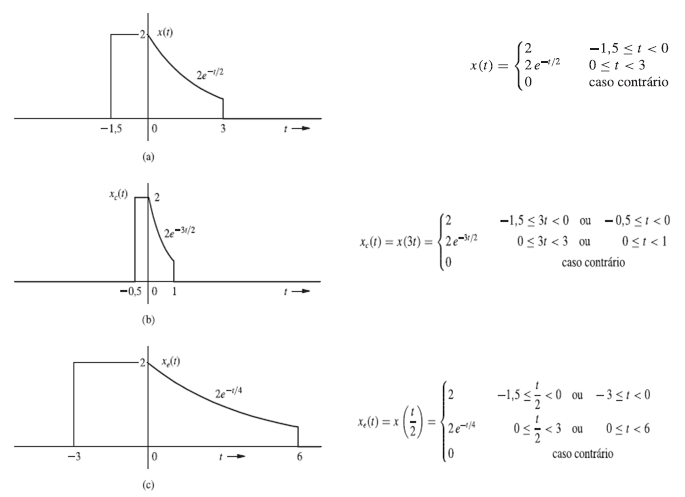 2 x(t)
2e^{-t/2}
−1,5 0 3 t
(a)
x(t) = { 2 −1,5 ≤ t < 0
2 e^{-t/2} 0 ≤ t < 3
0 caso contrário
x_c(t) 2
2e^{-3t/2}
−0,5 0 1 t
(b)
x_c(t) = x(3t) = { 2 −1,5 ≤ 3t < 0 ou −0,5 ≤ t < 0
2 e^{-3t/2} 0 ≤ 3t < 3 ou 0 ≤ t < 1
0 caso contrário
2 x_e(t)
2e^{-t/4}
−3 0 t 6
(c)
x_e(t) = x(t/2) = { 2 −1,5 ≤ t/2 < 0 ou −3 ≤ t < 0
2e^{-t/4} 0 ≤ t/2 < 3 ou 0 ≤ t < 6
0 caso contrário